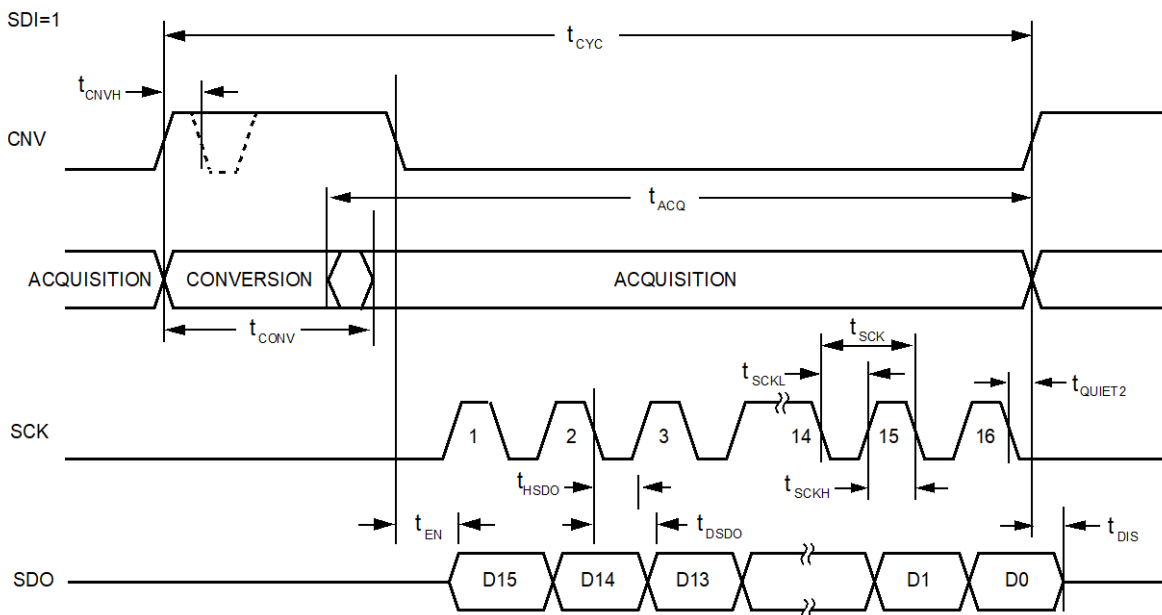 SDI=1
tCYC
tCNVH
CNV
tACQ
ACQUISITION
CONVERSION
ACQUISITION
tCONV
tSCK
tSCKL
tQUIET2
SCK
1
2
3
14
15
16
tHSDO
tSCKH
tEN
tDSDO
tDIS
SDO
D15
D14
D13
D1
D0